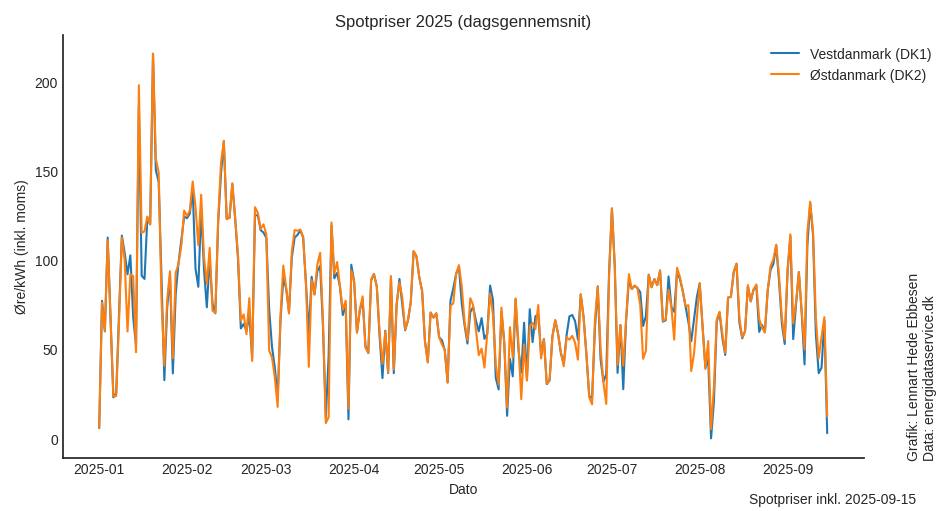 Spotpriser 2025 (dagsgennemsnit)
Vestdanmark (DK1)
Østdanmark (DK2)
Øre/kWh (inkl. moms)
200
150
100
50
0
2025-01 2025-02 2025-03 2025-04 2025-05 2025-06 2025-07 2025-08 2025-09
Dato
Grafik: Lennart Hede Ebbesen
Data: energidataservice.dk
Spotpriser inkl. 2025-09-15